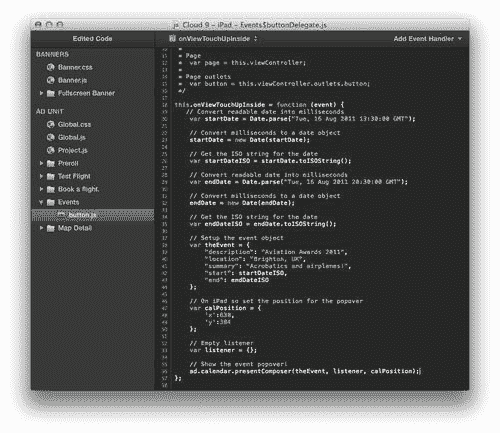 Cloud 9 – iPad – Events$buttonDelegate.js
Edited Code
onViewTouchUpInside
Add Event Handler
BANNERS
Banner.css
Banner.js
Fullscreen Banner
AD UNIT
Global.css
Global.js
Project.js
Preroll
Test Flight
Book a flight.
Events
button.js
Map Detail
*
* Page
* var page = this.viewController;
*
* Page outlets
* var button = this.viewController.outlets.button;
*/
this.onViewTouchUpInside = function (event) {
// Convert readable date into milliseconds
var startDate = Date.parse("Tue, 16 Aug 2011 13:30:00 GMT");
// Convert milliseconds to a date object
startDate = new Date(startDate);
// Get the ISO string for the date
var startDateISO = startDate.toISOString();
// Convert readable date into milliseconds
var endDate = Date.parse("Tue, 16 Aug 2011 20:30:00 GMT");
// Convert milliseconds to a date object
endDate = new Date(endDate);
// Get the ISO string for the date
var endDateISO = endDate.toISOString();
// Setup the event object
var theEvent = {
"description": "Aviation Awards 2011",
"location": "Brighton, UK",
"summary": "Acrobatics and airplanes!",
"start": startDateISO,
"end": endDateISO
};
// On iPad so set the position for the popover
var calPosition = {
'x':630,
'y':384
};
// Empty listener
var listener = {};
// Show the event popover!
ad.calendar.presentComposer(theEvent, listener, calPosition);
};